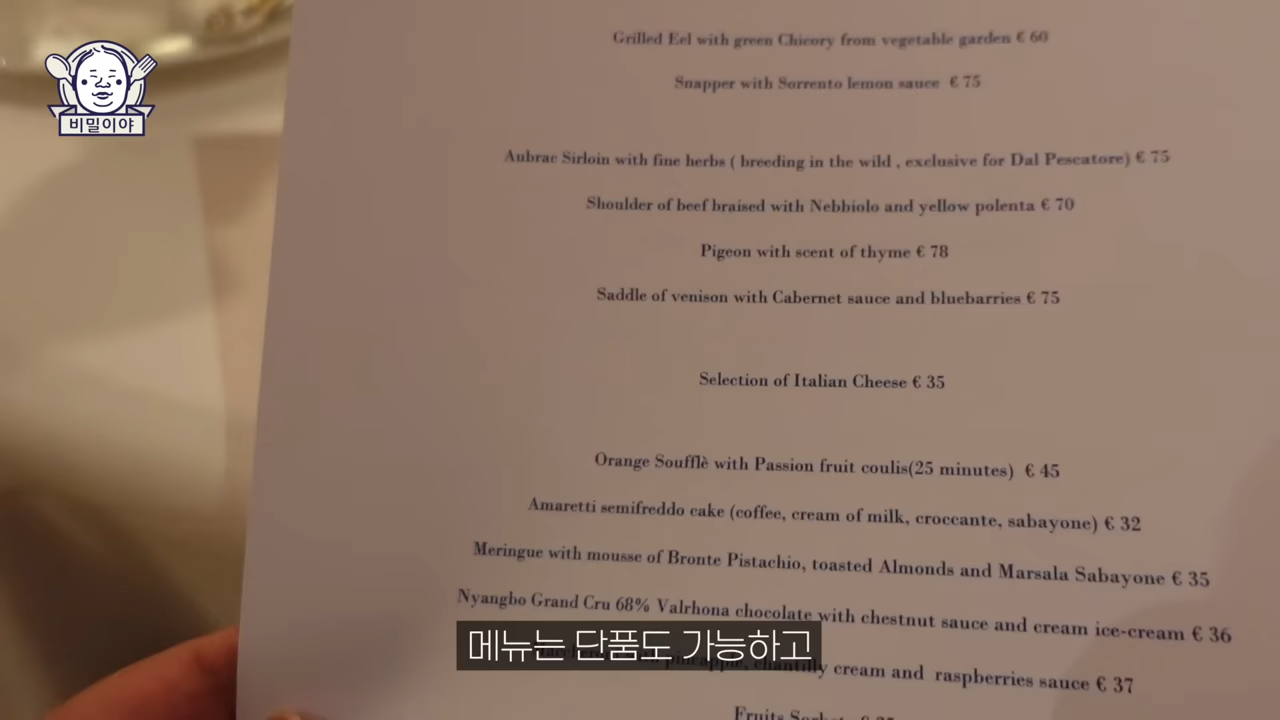 비밀이야
Grilled Eel with green Chicory from vegetable garden € 60
Snapper with Sorrento lemon sauce € 75
Aubrac Sirloin with fine herbs ( breeding in the wild , exclusive for Dal Pescatore) € 75
Shoulder of beef braised with Nebbiolo and yellow polenta € 70
Pigeon with scent of thyme € 78
Saddle of venison with Cabernet sauce and bluebarries € 75
Selection of Italian Cheese € 35
Orange Soufflè with Passion fruit coulis(25 minutes) € 45
Amaretti semifreddo cake (coffee, cream of milk, croccante, sabayone) € 32
Meringue with mousse of Bronte Pistachio, toasted Almonds and Marsala Sabayone € 35
Nyangbo Grand Cru 68% Valrhona chocolate with chestnut sauce and cream ice-cream € 36
pineapple, chantilly cream and raspberries sauce € 37
메뉴는 단품도 가능하고
Fruits